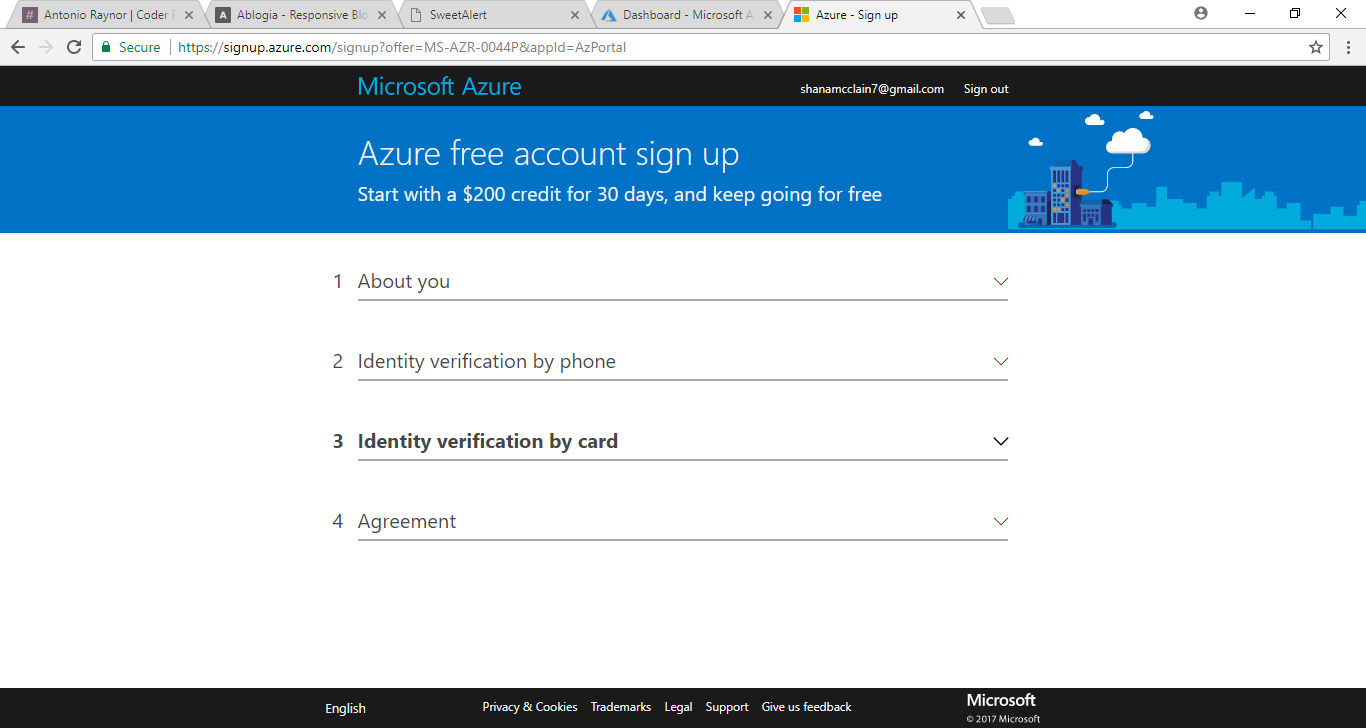 # Antonio Raynor | Coder F
A Ablogia - Responsive Blo
SweetAlert
Dashboard - Microsoft A
Azure - Sign up
Secure
https://signup.azure.com/signup?offer=MS-AZR-0044P&appId=AzPortal
Microsoft Azure
shanamcclain7@gmail.com
Sign out
Azure free account sign up
Start with a $200 credit for 30 days, and keep going for free
1 About you
2 Identity verification by phone
3 Identity verification by card
4 Agreement
English
Privacy & Cookies
Trademarks
Legal
Support
Give us feedback
Microsoft
© 2017 Microsoft